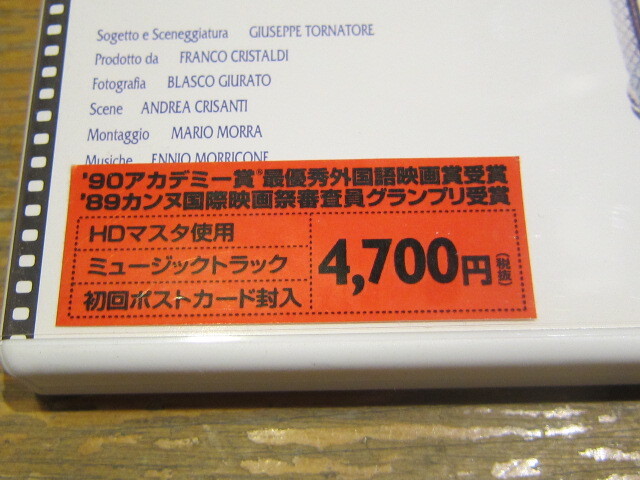 Sogetto e Sceneggiatura GIUSEPPE TORNATORE
Prodotto da FRANCO CRISTALDI
Fotografia BLASCO GIURATO
Scene ANDREA CRISANTI
Montaggio MARIO MORRA
Musiche ENNIO MORRICONE
'90アカデミー賞®最優秀外国語映画賞受賞
'89カンヌ国際映画祭審査員グランプリ受賞
HDマスタ使用
ミュージックトラック
初回ポストカード封入
4,700円(税抜)